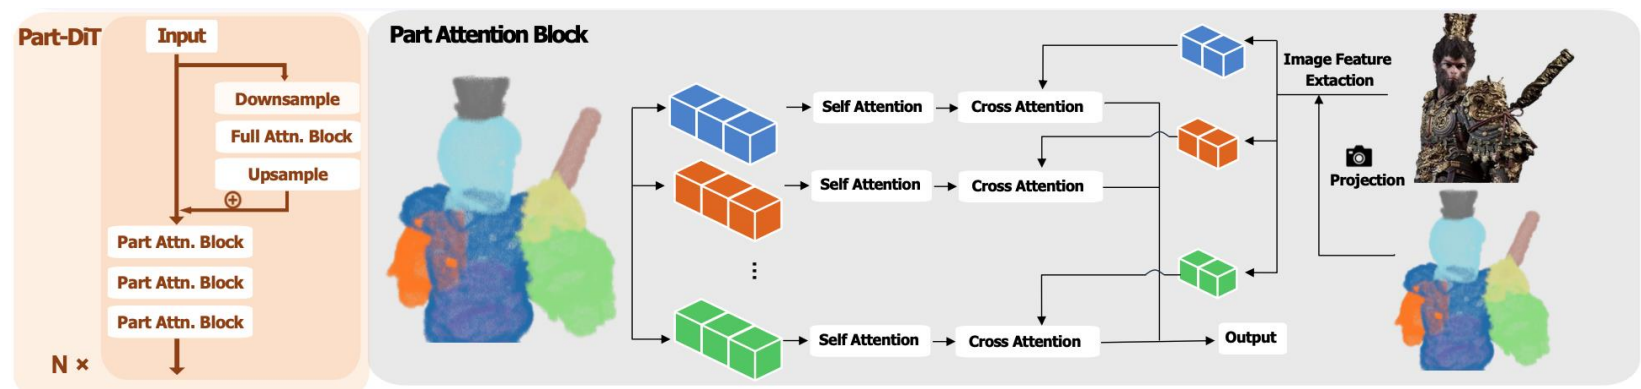 Part-DiT
Input
Downsample
Full Attn. Block
Upsample
Part Attn. Block
Part Attn. Block
Part Attn. Block
N ×
Part Attention Block
Self Attention
Cross Attention
Self Attention
Cross Attention
Self Attention
Cross Attention
Output
Image Feature
Extaction
Projection